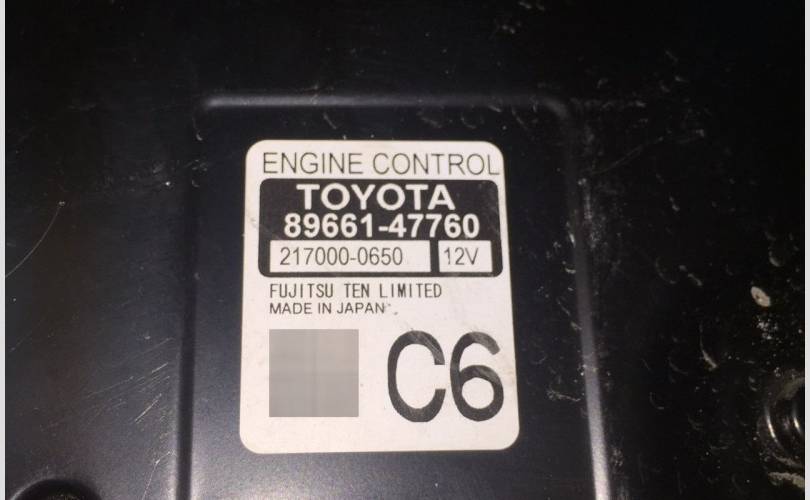 ENGINE CONTROL
TOYOTA
89661-47760
217000-0650 12V
FUJITSU TEN LIMITED
MADE IN JAPAN
C6